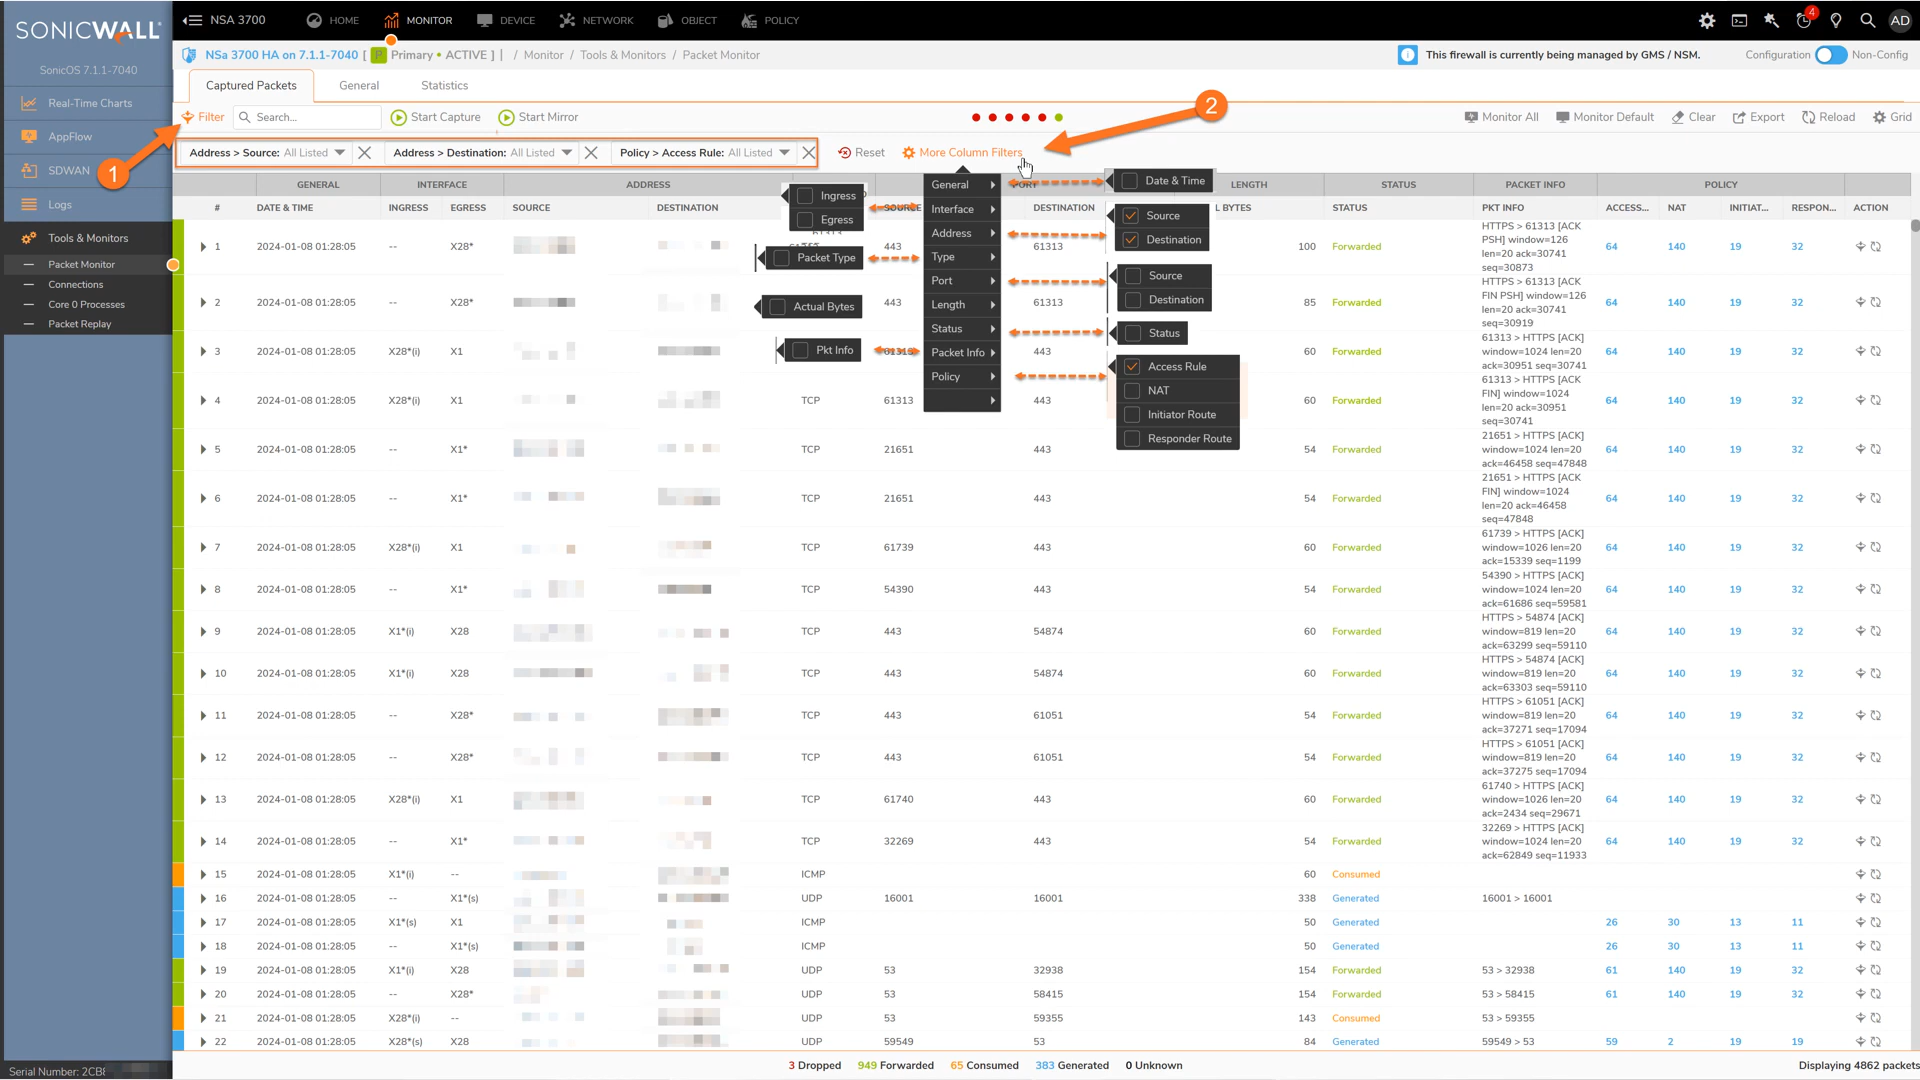 SONICWALL
SonicOS 7.1.1-7040
NSA 3700 HOME MONITOR DEVICE NETWORK OBJECT POLICY 4 AD
NSa 3700 HA on 7.1.1-7040 [ P Primary • ACTIVE ] | / Monitor / Tools & Monitors / Packet Monitor
This firewall is currently being managed by GMS / NSM. Configuration Non-Config
Real-Time Charts
AppFlow
SDWAN
Logs
Tools & Monitors
Packet Monitor
Connections
Core 0 Processes
Packet Replay
Serial Number: 2CB8
Captured Packets General Statistics
Filter Search... Start Capture Start Mirror Monitor All Monitor Default Clear Export Reload Grid
1
2
Address > Source: All Listed Address > Destination: All Listed Policy > Access Rule: All Listed Reset More Column Filters
General
Interface
Address
Type
Port
Length
Status
Packet Info
Policy
Ingress
Egress
Packet Type
Actual Bytes
Pkt Info
Date & Time
Source
Destination
Source
Destination
Status
Access Rule
NAT
Initiator Route
Responder Route
GENERAL INTERFACE ADDRESS PORT LENGTH STATUS PACKET INFO POLICY
# DATE & TIME INGRESS EGRESS SOURCE DESTINATION SOURCE DESTINATION L BYTES STATUS PKT INFO ACCESS... NAT INITIAT... RESPON... ACTION
1 2024-01-08 01:28:05 -- X28* 443 61313 100 Forwarded HTTPS > 61313 [ACK PSH] window=126 len=20 ack=30741 seq=30873 64 140 19 32
2 2024-01-08 01:28:05 -- X28* 443 61313 85 Forwarded HTTPS > 61313 [ACK FIN PSH] window=126 len=20 ack=30741 seq=30919 64 140 19 32
3 2024-01-08 01:28:05 X28*(i) X1 61313 443 60 Forwarded 61313 > HTTPS [ACK] window=1024 len=20 ack=30951 seq=30741 64 140 19 32
4 2024-01-08 01:28:05 X28*(i) X1 TCP 61313 443 60 Forwarded 61313 > HTTPS [ACK FIN] window=1024 len=20 ack=30951 seq=30741 64 140 19 32
5 2024-01-08 01:28:05 -- X1* TCP 21651 443 54 Forwarded 21651 > HTTPS [ACK] window=1024 len=20 ack=46458 seq=47848 64 140 19 32
6 2024-01-08 01:28:05 -- X1* TCP 21651 443 54 Forwarded 21651 > HTTPS [ACK FIN] window=1024 len=20 ack=46458 seq=47848 64 140 19 32
7 2024-01-08 01:28:05 X28*(i) X1 TCP 61739 443 60 Forwarded 61739 > HTTPS [ACK] window=1026 len=20 ack=15339 seq=1199 64 140 19 32
8 2024-01-08 01:28:05 -- X1* TCP 54390 443 54 Forwarded 54390 > HTTPS [ACK] window=1024 len=20 ack=61686 seq=59581 64 140 19 32
9 2024-01-08 01:28:05 X1*(i) X28 TCP 443 54874 60 Forwarded HTTPS > 54874 [ACK] window=819 len=20 ack=63299 seq=59110 64 140 19 32
10 2024-01-08 01:28:05 X1*(i) X28 TCP 443 54874 60 Forwarded HTTPS > 54874 [ACK] window=819 len=20 ack=63303 seq=59110 64 140 19 32
11 2024-01-08 01:28:05 -- X28* TCP 443 61051 54 Forwarded HTTPS > 61051 [ACK] window=819 len=20 ack=37271 seq=17094 64 140 19 32
12 2024-01-08 01:28:05 -- X28* TCP 443 61051 54 Forwarded HTTPS > 61051 [ACK] window=819 len=20 ack=37275 seq=17094 64 140 19 32
13 2024-01-08 01:28:05 X28*(i) X1 TCP 61740 443 60 Forwarded 61740 > HTTPS [ACK] window=1026 len=20 ack=2434 seq=29671 64 140 19 32
14 2024-01-08 01:28:05 -- X1* TCP 32269 443 54 Forwarded 32269 > HTTPS [ACK] window=1024 len=20 ack=62849 seq=11933 64 140 19 32
15 2024-01-08 01:28:05 X1*(i) -- ICMP 60 Consumed
16 2024-01-08 01:28:05 -- X1*(s) UDP 16001 16001 338 Generated 16001 > 16001
17 2024-01-08 01:28:05 X1*(s) X1 ICMP 50 Generated 26 30 13 11
18 2024-01-08 01:28:05 -- X1*(s) ICMP 50 Generated 26 30 13 11
19 2024-01-08 01:28:05 X1*(i) X28 UDP 53 32938 154 Forwarded 53 > 32938 61 140 19 32
20 2024-01-08 01:28:05 -- X28* UDP 53 58415 154 Forwarded 53 > 58415 61 140 19 32
21 2024-01-08 01:28:05 X28*(i) -- UDP 53 59355 143 Consumed 53 > 59355
22 2024-01-08 01:28:05 X28*(s) X28 UDP 59549 53 84 Generated 59549 > 53 59 2 19 19
3 Dropped 949 Forwarded 65 Consumed 383 Generated 0 Unknown Displaying 4862 packets